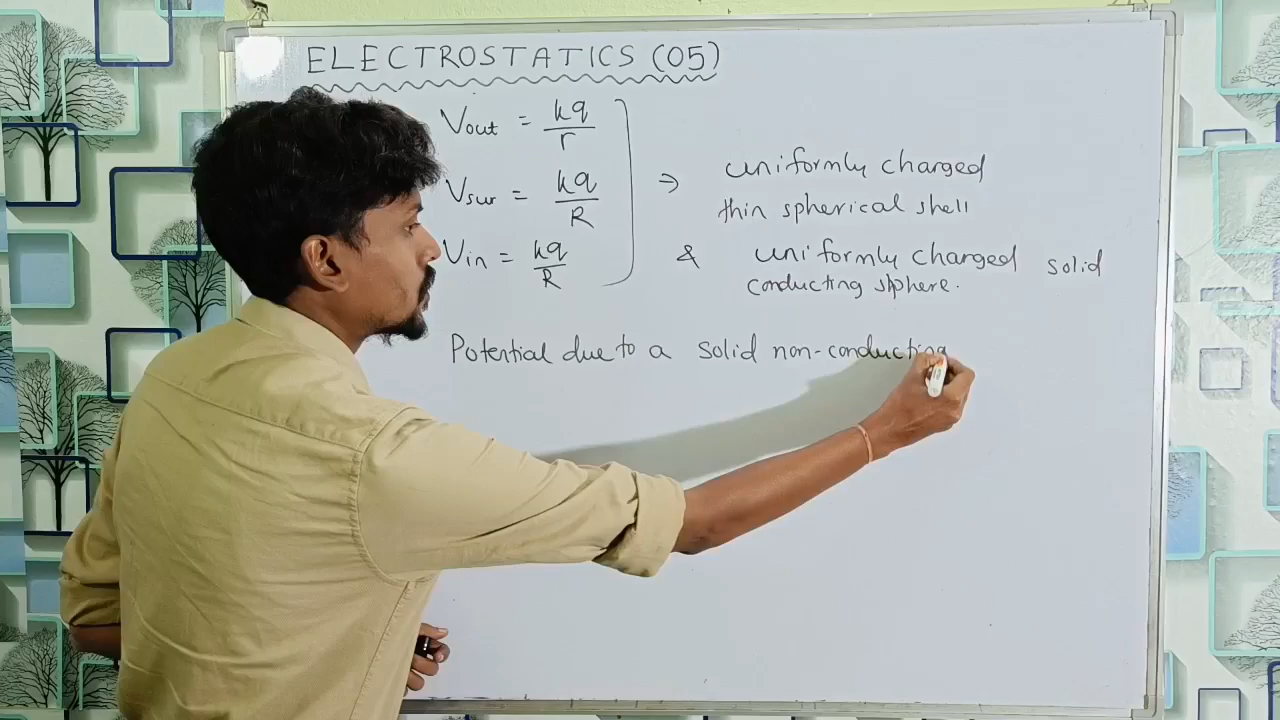 ELECTROSTATICS (05)
Vout = kq/r
Vsur = kq/R
Vin = kq/R
⇒ uniformly charged
thin spherical shell
& uniformly charged solid
conducting sphere.
Potential due to a solid non-conducting